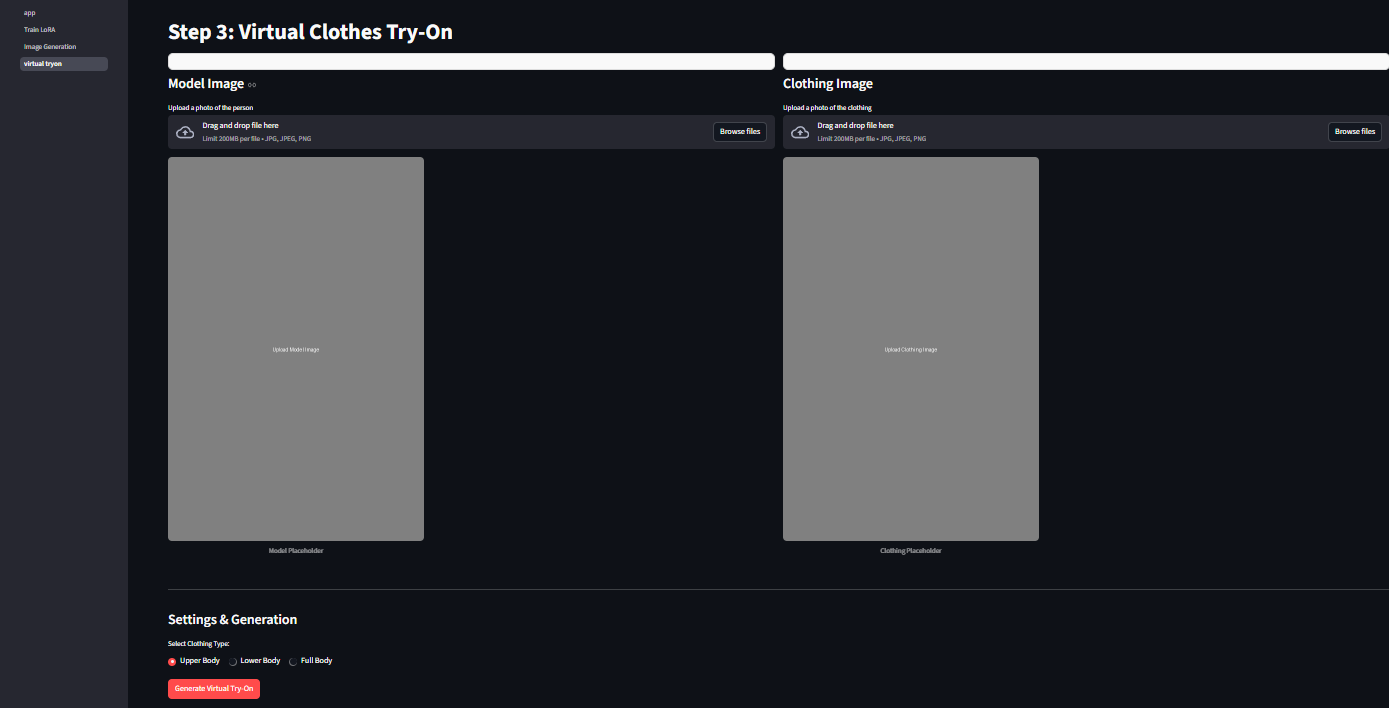 app
Train LoRA
Image Generation
virtual tryon
Step 3: Virtual Clothes Try-On
Model Image
Upload a photo of the person
Drag and drop file here
Limit 200MB per file • JPG, JPEG, PNG
Browse files
Upload Model Image
Model Placeholder
Clothing Image
Upload a photo of the clothing
Drag and drop file here
Limit 200MB per file • JPG, JPEG, PNG
Browse files
Upload Clothing Image
Clothing Placeholder
Settings & Generation
Select Clothing Type:
Upper Body Lower Body Full Body
Generate Virtual Try-On